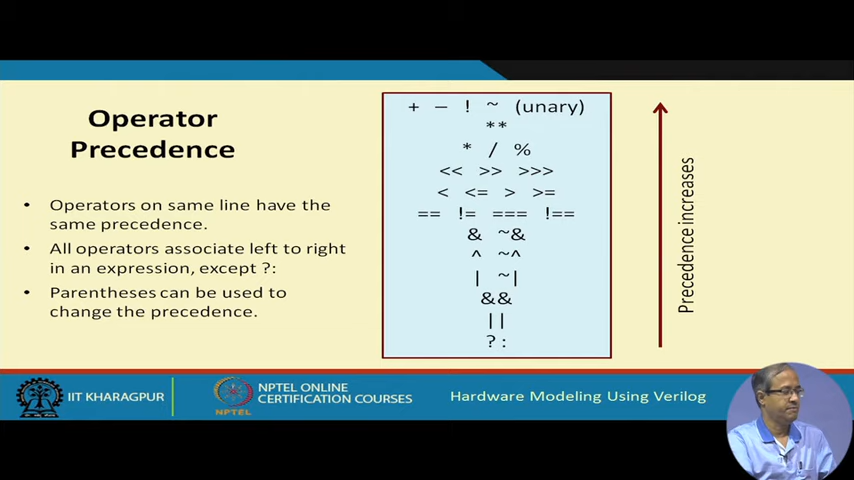 Operator
Precedence
• Operators on same line have the
same precedence.
• All operators associate left to right
in an expression, except ?:
• Parentheses can be used to
change the precedence.
+ − ! ~ (unary)
**
* / %
<< >> >>>
< <= > >=
== != === !==
& ~&
^ ~^
| ~|
&&
||
? :
Precedence increases
IIT KHARAGPUR
NPTEL
NPTEL ONLINE
CERTIFICATION COURSES
Hardware Modeling Using Verilog